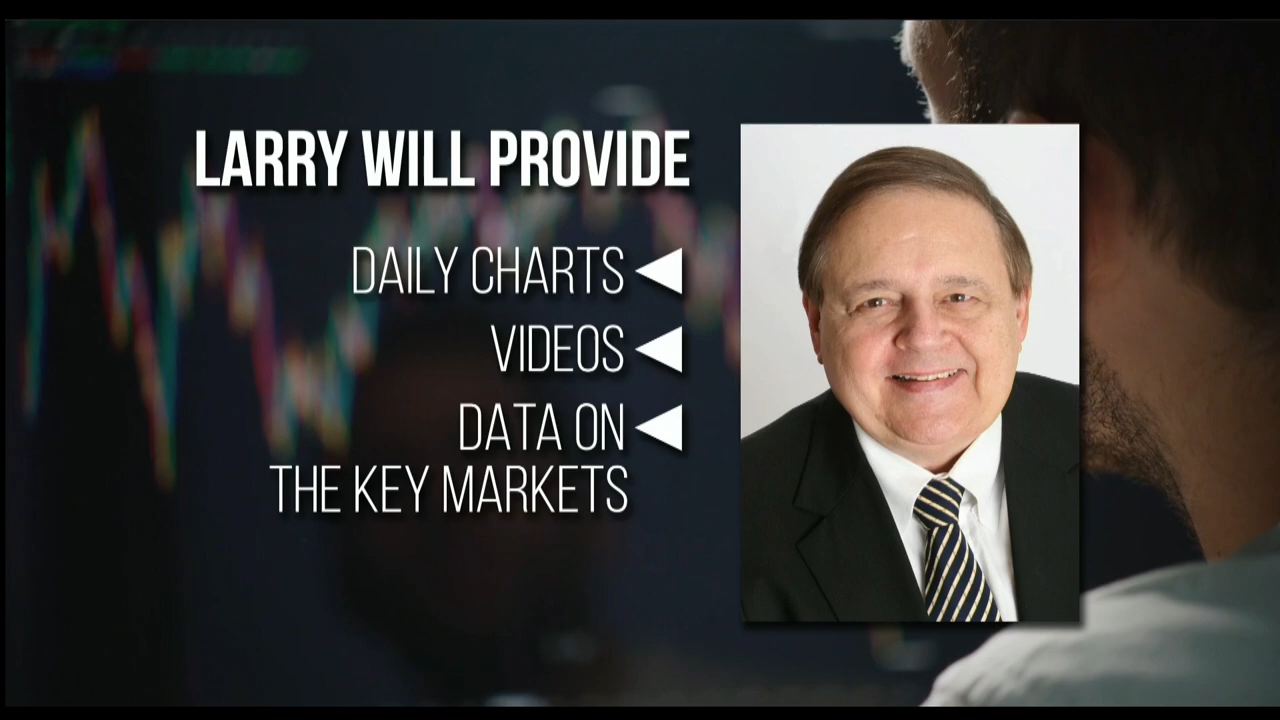 LARRY WILL PROVIDE
DAILY CHARTS
VIDEOS
DATA ON
THE KEY MARKETS